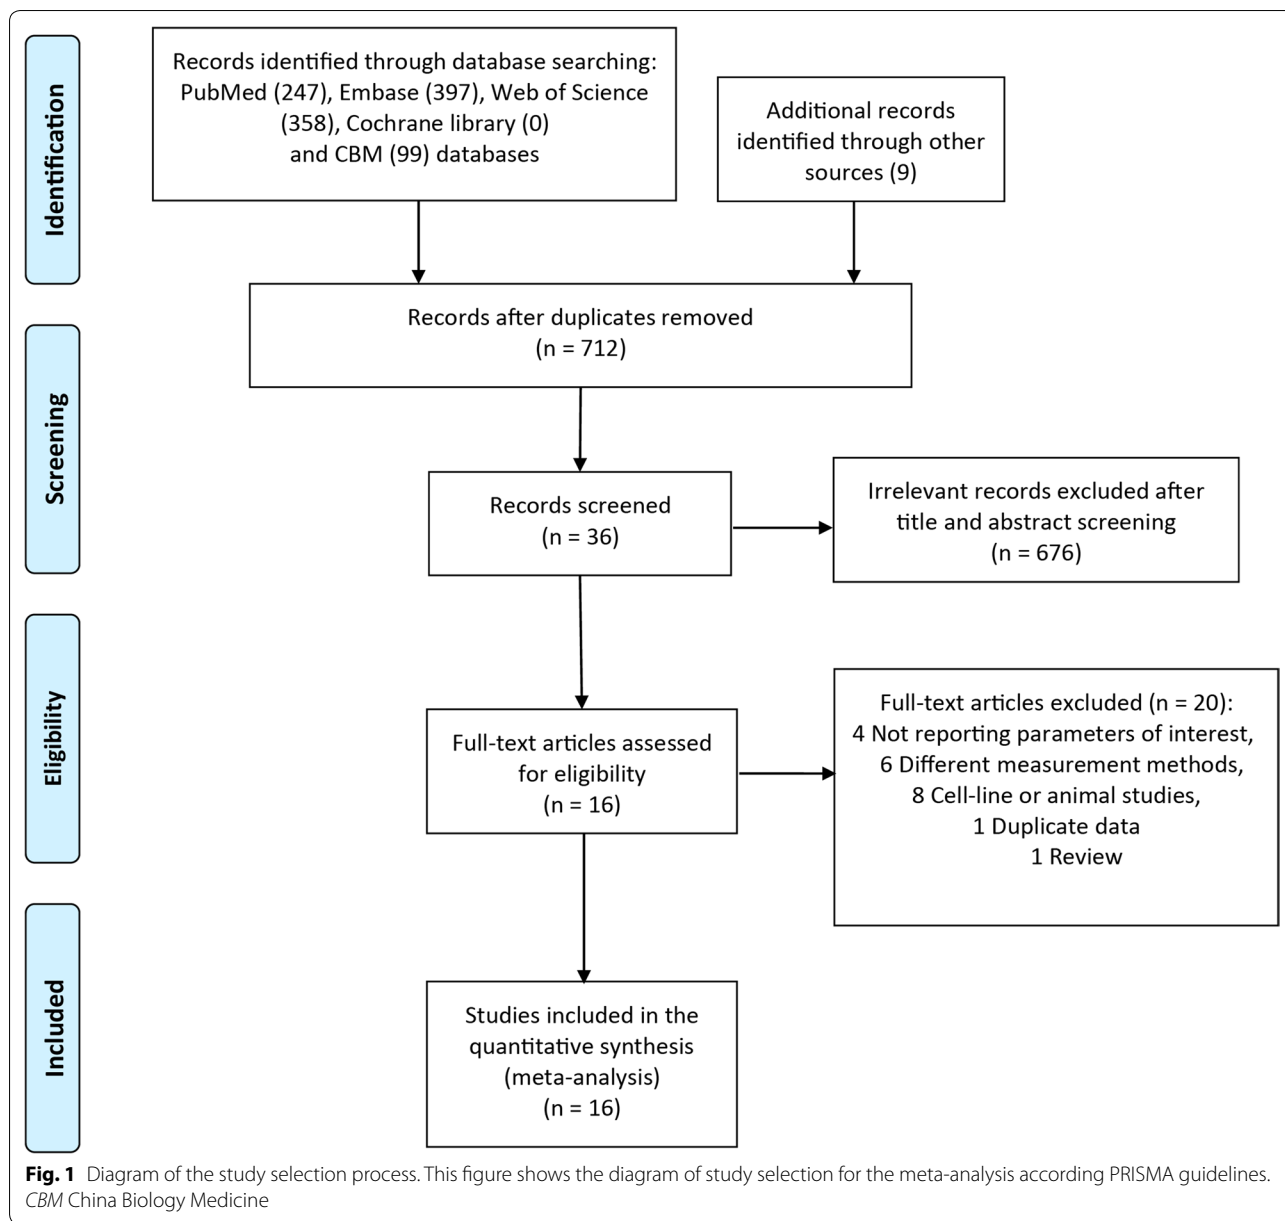 Identification
Records identified through database searching:
PubMed (247), Embase (397), Web of Science
(358), Cochrane library (0)
and CBM (99) databases
Additional records
identified through other
sources (9)
Records after duplicates removed
(n = 712)
Screening
Records screened
(n = 36)
Irrelevant records excluded after
title and abstract screening
(n = 676)
Eligibility
Full-text articles assessed
for eligibility
(n = 16)
Full-text articles excluded (n = 20):
4 Not reporting parameters of interest,
6 Different measurement methods,
8 Cell-line or animal studies,
1 Duplicate data
1 Review
Included
Studies included in the
quantitative synthesis
(meta-analysis)
(n = 16)
Fig. 1 Diagram of the study selection process. This figure shows the diagram of study selection for the meta-analysis according PRISMA guidelines.
CBM China Biology Medicine